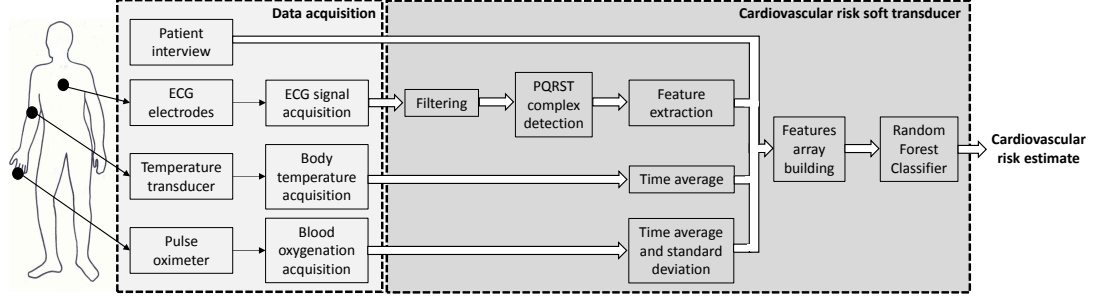 Data acquisition
Cardiovascular risk soft transducer
Patient
interview
ECG
electrodes
ECG signal
acquisition
Filtering
PQRST
complex
detection
Feature
extraction
Temperature
transducer
Body
temperature
acquisition
Time average
Pulse
oximeter
Blood
oxygenation
acquisition
Time average
and standard
deviation
Features
array
building
Random
Forest
Classifier
Cardiovascular
risk estimate